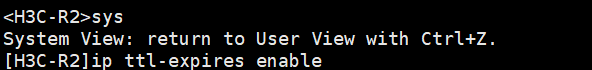 <H3C-R2>sys
System View: return to User View with Ctrl+Z.
[H3C-R2]ip ttl-expires enable